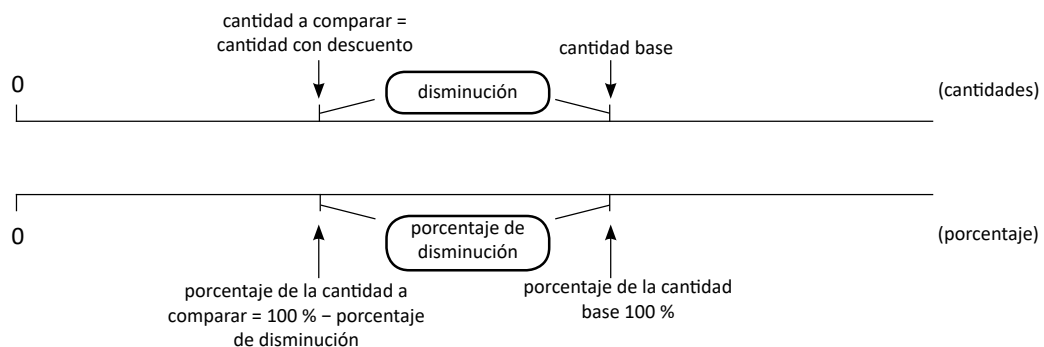 cantidad a comparar =
cantidad con descuento
cantidad base
0
disminución
(cantidades)
0
porcentaje de
disminución
(porcentaje)
porcentaje de la cantidad a
comparar = 100 % − porcentaje
de disminución
porcentaje de la cantidad
base 100 %